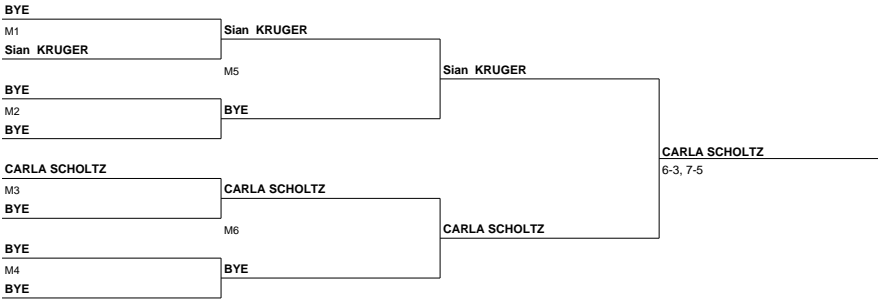 BYE
M1
Sian KRUGER
BYE
M2
BYE
CARLA SCHOLTZ
M3
BYE
BYE
M4
BYE
Sian KRUGER
M5
BYE
CARLA SCHOLTZ
M6
BYE
Sian KRUGER
CARLA SCHOLTZ
CARLA SCHOLTZ
6-3, 7-5